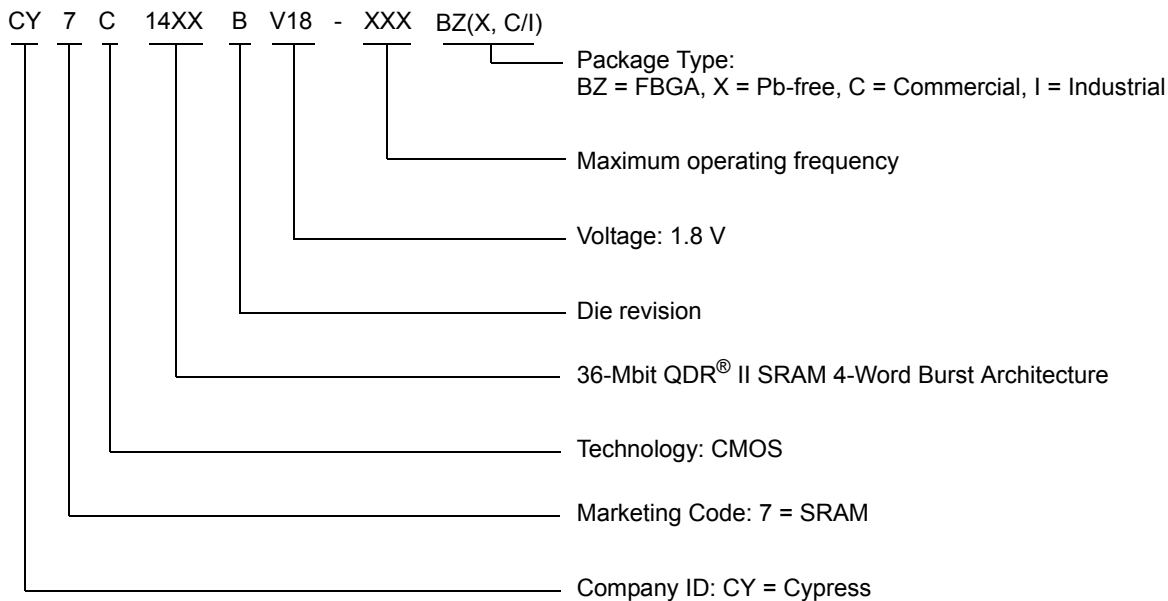 CY 7 C 14XX B V18 - XXX BZ(X, C/I)
Package Type:
BZ = FBGA, X = Pb-free, C = Commercial, I = Industrial
Maximum operating frequency
Voltage: 1.8 V
Die revision
36-Mbit QDR® II SRAM 4-Word Burst Architecture
Technology: CMOS
Marketing Code: 7 = SRAM
Company ID: CY = Cypress